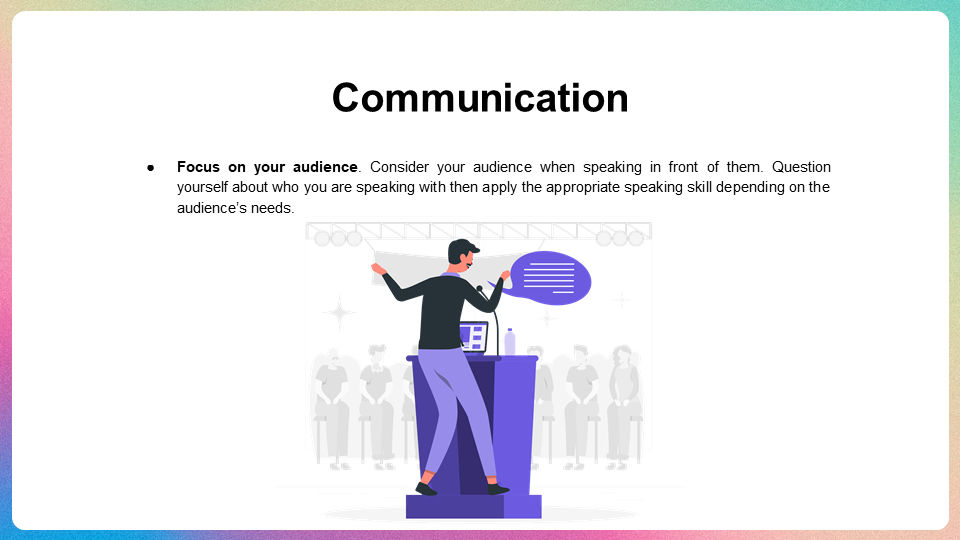 Communication
● Focus on your audience. Consider your audience when speaking in front of them. Question
yourself about who you are speaking with then apply the appropriate speaking skill depending on the
audience’s needs.